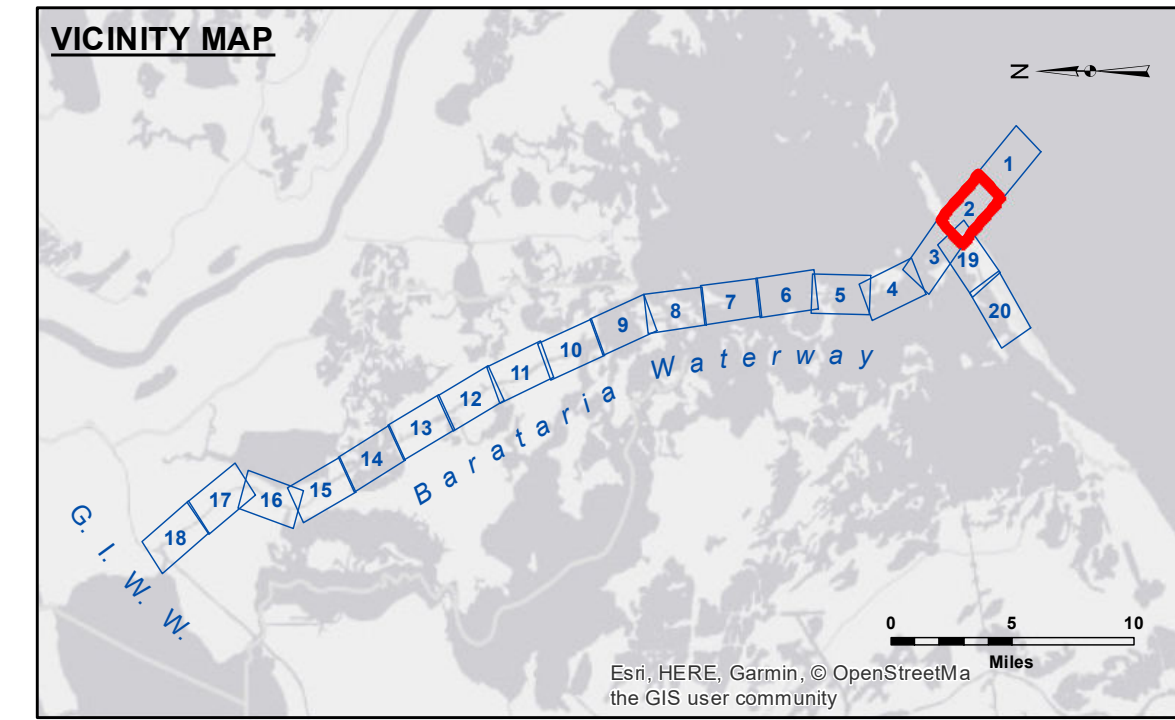 VICINITY MAP
N
1
2
3
19
4
5
6
7
8
20
9
10
11
12
13
14
15
16
17
18
Barataria Waterway
G. I. W. W.
0 5 10
Miles
Esri, HERE, Garmin, © OpenStreetMa
the GIS user community